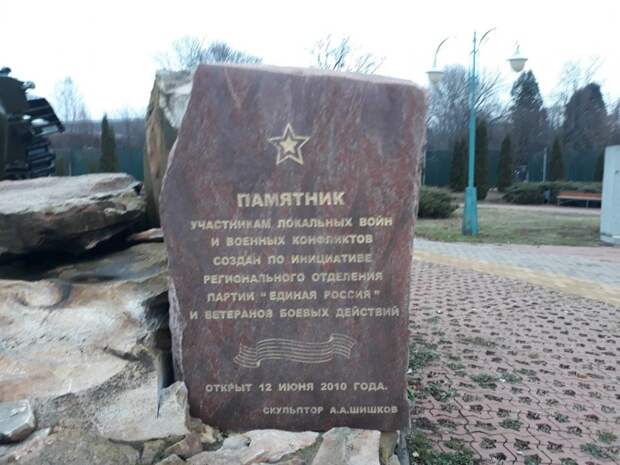 ПАМЯТНИК
УЧАСТНИКАМ ЛОКАЛЬНЫХ ВОЙН
И ВОЕННЫХ КОНФЛИКТОВ
СОЗДАН ПО ИНИЦИАТИВЕ
РЕГИОНАЛЬНОГО ОТДЕЛЕНИЯ
ПАРТИИ "ЕДИНАЯ РОССИЯ"
И ВЕТЕРАНОВ БОЕВЫХ ДЕЙСТВИЙ
ОТКРЫТ 12 ИЮНЯ 2010 ГОДА.
СКУЛЬПТОР А.А.ШИШКОВ